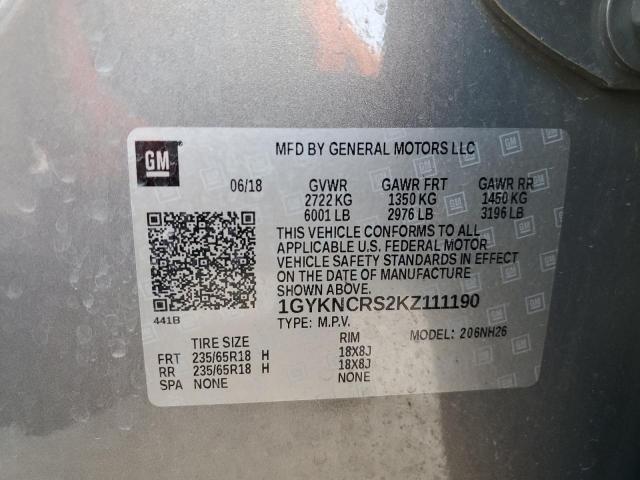 GM
MFD BY GENERAL MOTORS LLC
06/18 GVWR GAWR FRT GAWR RR
2722 KG 1350 KG 1450 KG
6001 LB 2976 LB 3196 LB
THIS VEHICLE CONFORMS TO ALL
APPLICABLE U.S. FEDERAL MOTOR
VEHICLE SAFETY STANDARDS IN EFFECT
ON THE DATE OF MANUFACTURE
SHOWN ABOVE.
1GYKNCRS2KZ111190
441B
TYPE: M.P.V.
MODEL: 206NH26
TIRE SIZE RIM
FRT 235/65R18 H 18X8J
RR 235/65R18 H 18X8J
SPA NONE NONE